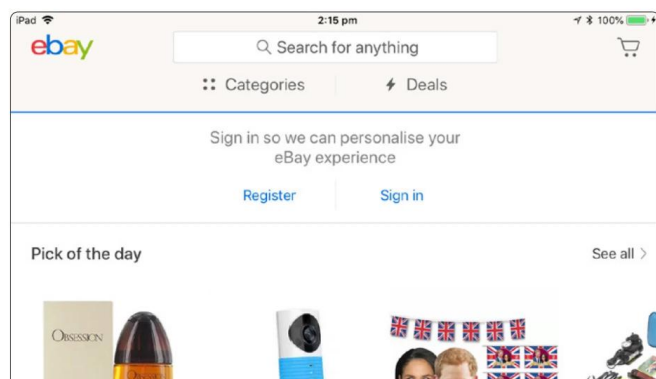 iPad 2:15 pm 100%
ebay Search for anything
Categories Deals
Sign in so we can personalise your
eBay experience
Register Sign in
Pick of the day See all
OBSESSION